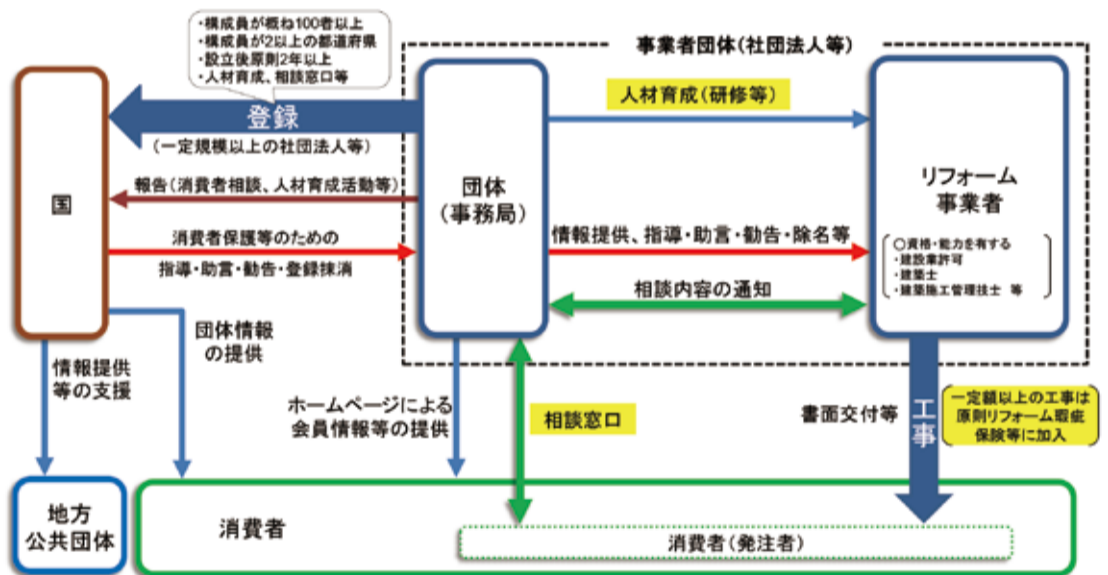 ・構成員が概ね100者以上
・構成員が2以上の都道府県
・設立後原則2年以上
・人材育成、相談窓口等
事業者団体(社団法人等)
登録
(一定規模以上の社団法人等)
人材育成(研修等)
国
報告(消費者相談、人材育成活動等)
団体
(事務局)
リフォーム
事業者
消費者保護等のための
指導・助言・勧告・登録抹消
情報提供、指導・助言・勧告・除名等
○資格・能力を有する
・建設業許可
・建築士
・建築施工管理技士 等
相談内容の通知
団体情報
の提供
情報提供
等の支援
ホームページによる
会員情報等の提供
相談窓口
書面交付等
工事
一定額以上の工事は
原則リフォーム瑕疵
保険等に加入
地方
公共団体
消費者
消費者(発注者)